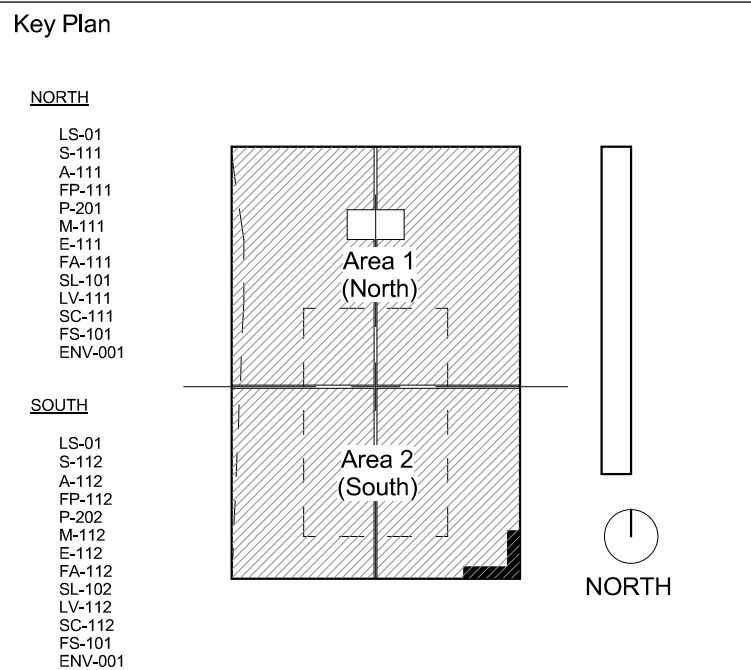 Key Plan
NORTH
LS-01
S-111
A-111
FP-111
P-201
M-111
E-111
FA-111
SL-101
LV-111
SC-111
FS-101
ENV-001
SOUTH
LS-01
S-112
A-112
FP-112
P-202
M-112
E-112
FA-112
SL-102
LV-112
SC-112
FS-101
ENV-001
Area 1
(North)
Area 2
(South)
NORTH